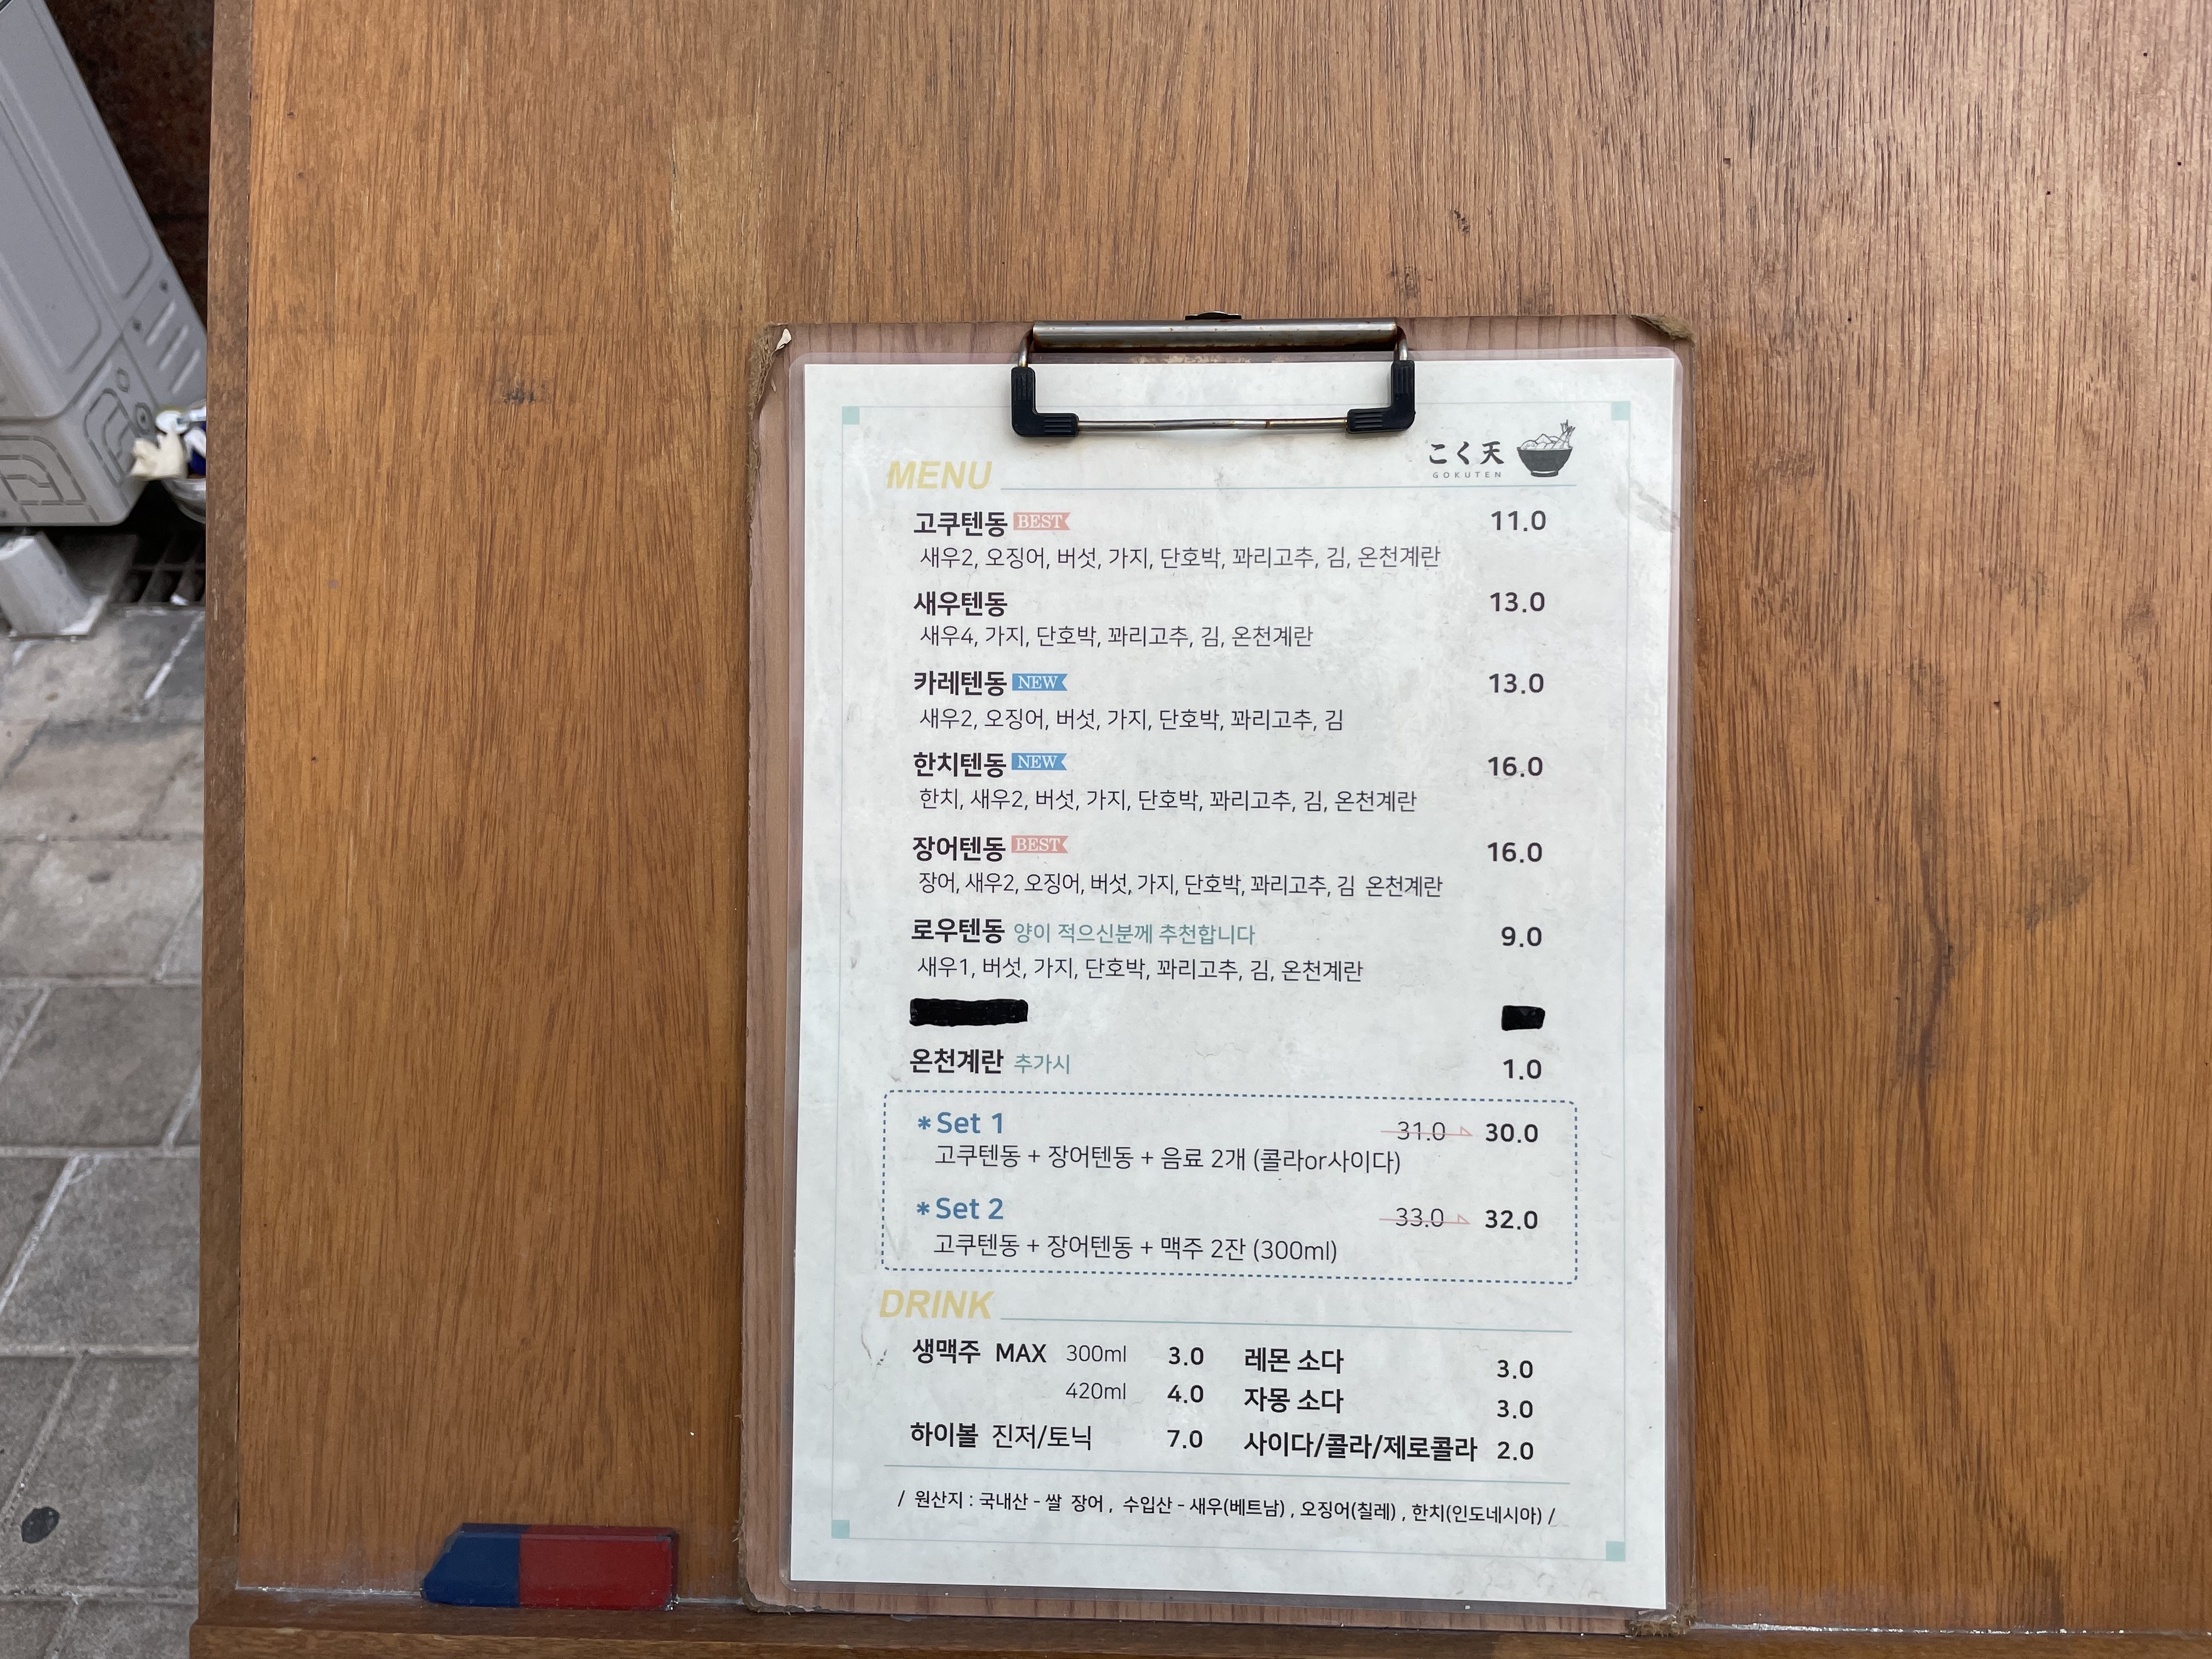 こく天
GOKUTEN
MENU
고쿠텐동 BEST 11.0
새우2, 오징어, 버섯, 가지, 단호박, 꽈리고추, 김, 온천계란
새우텐동 13.0
새우4, 가지, 단호박, 꽈리고추, 김, 온천계란
카레텐동 NEW 13.0
새우2, 오징어, 버섯, 가지, 단호박, 꽈리고추, 김
한치텐동 NEW 16.0
한치, 새우2, 버섯, 가지, 단호박, 꽈리고추, 김, 온천계란
장어텐동 BEST 16.0
장어, 새우2, 오징어, 버섯, 가지, 단호박, 꽈리고추, 김 온천계란
로우텐동 양이 적으신분께 추천합니다 9.0
새우1, 버섯, 가지, 단호박, 꽈리고추, 김, 온천계란
온천계란 추가시 1.0
*Set 1 31.0 30.0
고쿠텐동 + 장어텐동 + 음료 2개 (콜라or사이다)
*Set 2 33.0 32.0
고쿠텐동 + 장어텐동 + 맥주 2잔 (300ml)
DRINK
생맥주 MAX 300ml 3.0 레몬 소다 3.0
420ml 4.0 자몽 소다 3.0
하이볼 진저/토닉 7.0 사이다/콜라/제로콜라 2.0
/ 원산지 : 국내산 - 쌀 장어 , 수입산 - 새우(베트남) , 오징어(칠레) , 한치(인도네시아) /